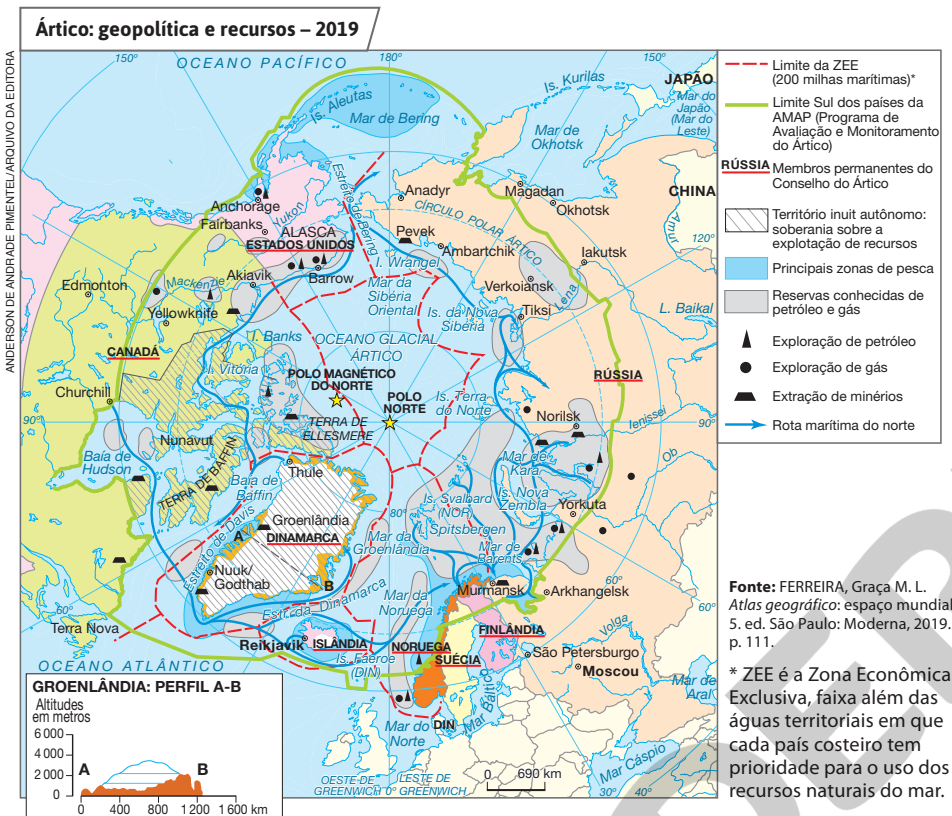 Ártico: geopolítica e recursos – 2019
ANDERSON DE ANDRADE PIMENTEL/ARQUIVO DA EDITORA
150º
OCEANO PACÍFICO
180º
150º
Is. Kurilas
JAPÃO
Is. Aleutas
Mar de Bering
Mar do
Japão
(Mar do
Leste)
Mar de
Okhotsk
Estreito de Bering
Anchorage
Yukon
Anadyr
Magadan
CHINA
Fairbanks
ALASCA
CÍRCULO POLAR ÁRTICO
Okhotsk
Amur
ESTADOS UNIDOS
Pevek
Ambartchik
120º
I. Wrangel
Iakutsk
Mackenzie
Akiavik
Barrow
Mar da
Sibéria
Oriental
Verkoiansk
Lena
Edmonton
Is. da Nova
Sibéria
Tiksi
L. Baikal
Yellowknife
I. Banks
OCEANO GLACIAL
ÁRTICO
CANADÁ
I. Vitória
POLO MAGNÉTICO
DO NORTE
RÚSSIA
Churchill
POLO
NORTE
Is. Terra
do Norte
90º
TERRA DE
ELLESMERE
Norilsk
Ienissei
90º
Nunavut
Baía de
Hudson
TERRA DE BAFFIN
Thule
Mar de
Kara
Ob
Baía de
Baffin
Is. Svalbard
(NOR)
Is. Nova
Zembla
Yorkuta
80º
Groenlândia
A
DINAMARCA
Spitsbergen
Estreito de Davis
Mar da
Groenlândia
Mar de
Barents
Nuuk/
Godthab
B
Murmansk
Arkhangelsk
60º
Estr. da Dinamarca
Mar da
Noruega
60º
60º
Terra Nova
Volga
Reikjavik
ISLÂNDIA
NORUEGA
FINLÂNDIA
Is. Faeroe
(DIN)
SUÉCIA
São Petersburgo
Moscou
OCEANO ATLÂNTICO
Mar de
Aral
DIN
Mar Báltico
Mar do
Norte
Mar Cáspio
OESTE DE
GREENWICH
0º
LESTE DE
GREENWICH
0 690 km
30º
40º
GROENLÂNDIA: PERFIL A-B
Altitudes
em metros
6 000
4 000
2 000
0
A
B
0 400 800 1 200 1 600 km
Limite da ZEE
(200 milhas marítimas)*
Limite Sul dos países da
AMAP (Programa de
Avaliação e Monitoramento
do Ártico)
RÚSSIA Membros permanentes do
Conselho do Ártico
Território inuit autônomo:
soberania sobre a
explotação de recursos
Principais zonas de pesca
Reservas conhecidas de
petróleo e gás
Exploração de petróleo
Exploração de gás
Extração de minérios
Rota marítima do norte
Fonte: FERREIRA, Graça M. L.
Atlas geográfico: espaço mundial
5. ed. São Paulo: Moderna, 2019.
p. 111.
* ZEE é a Zona Econômica
Exclusiva, faixa além das
águas territoriais em que
cada país costeiro tem
prioridade para o uso dos
recursos naturais do mar.